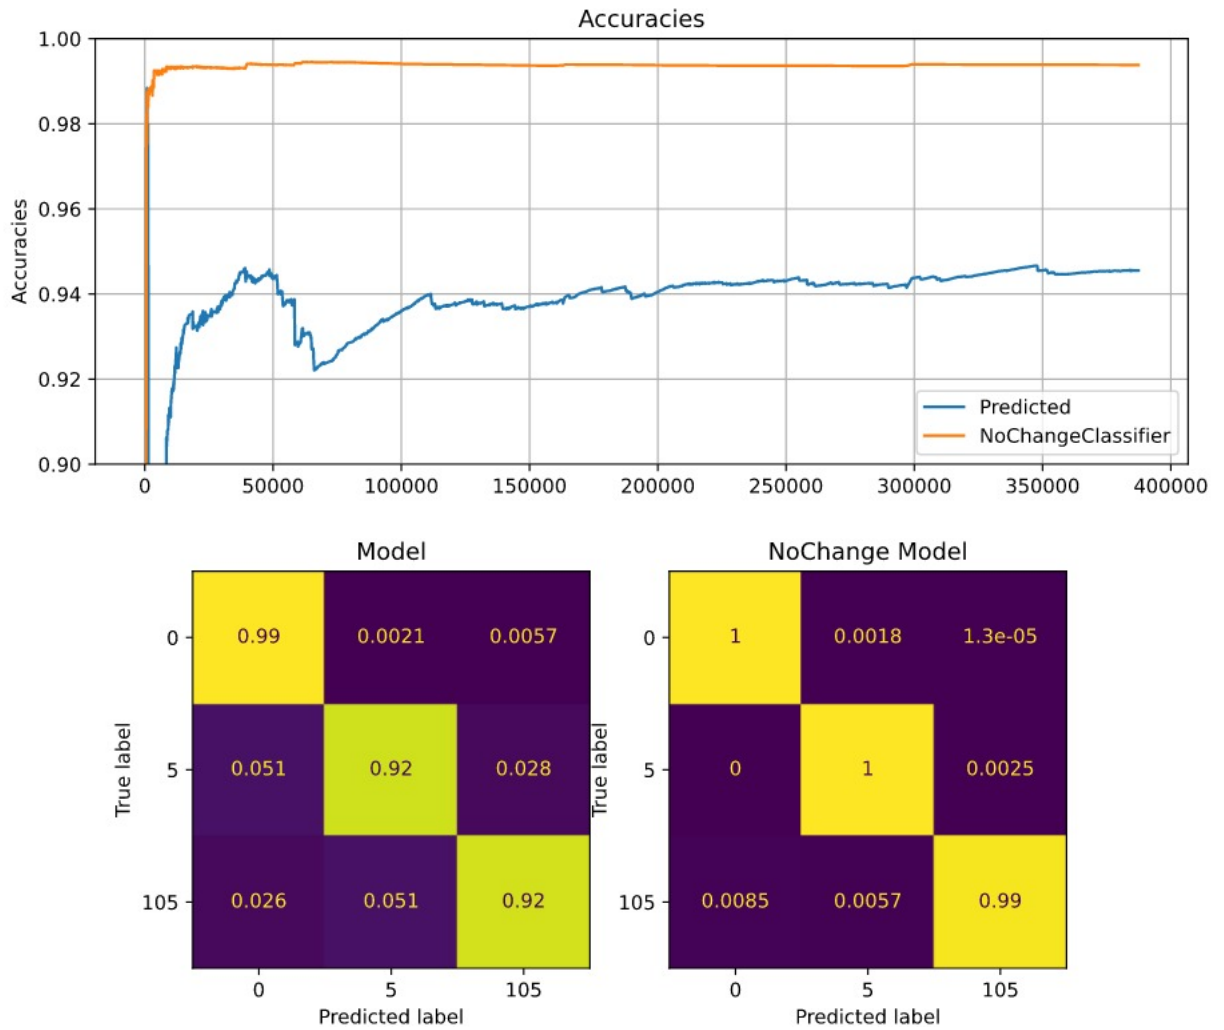 Accuracies
1.00
0.98
0.96
0.94
0.92
0.90
Accuracies
Predicted
NoChangeClassifier
0 50000 100000 150000 200000 250000 300000 350000 400000
Model
NoChange Model
0 0.99 0.0021 0.0057
5 0.051 0.92 0.028
105 0.026 0.051 0.92
True label
0 5 105
Predicted label
0 1 0.0018 1.3e-05
5 0 1 0.0025
105 0.0085 0.0057 0.99
True label
0 5 105
Predicted label